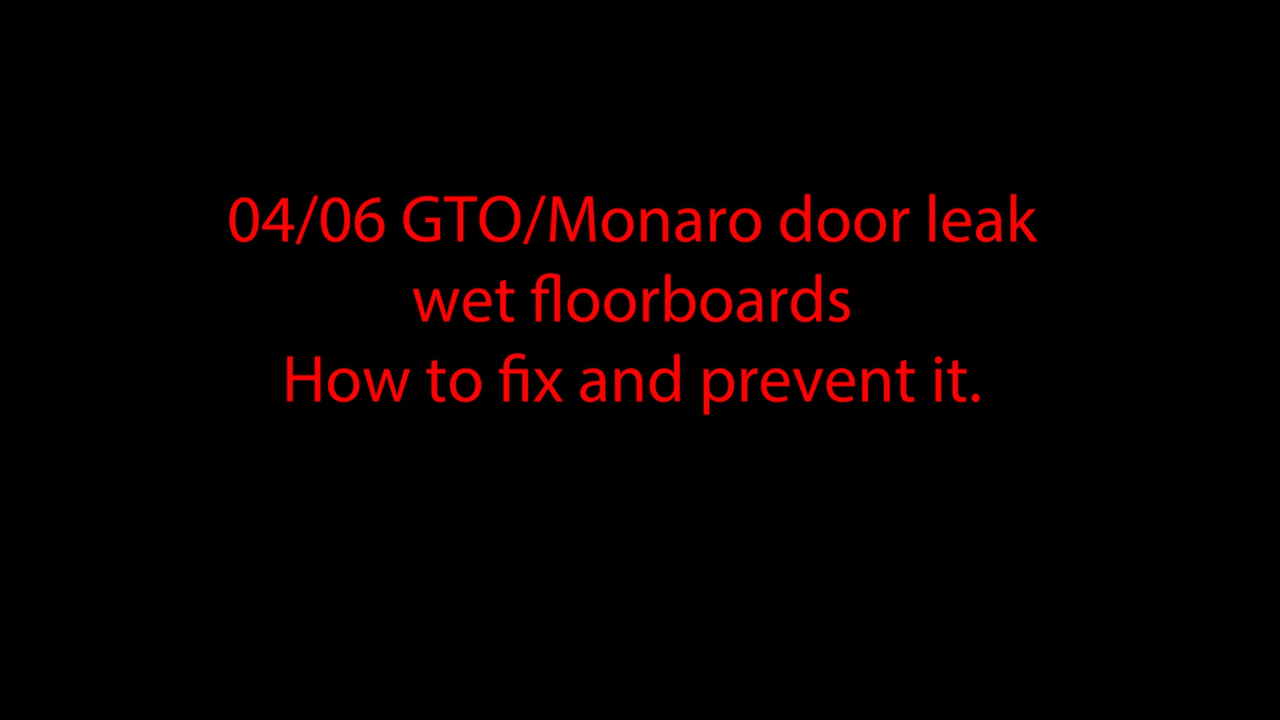 04/06 GTO/Monaro door leak
wet floorboards
How to fix and prevent it.